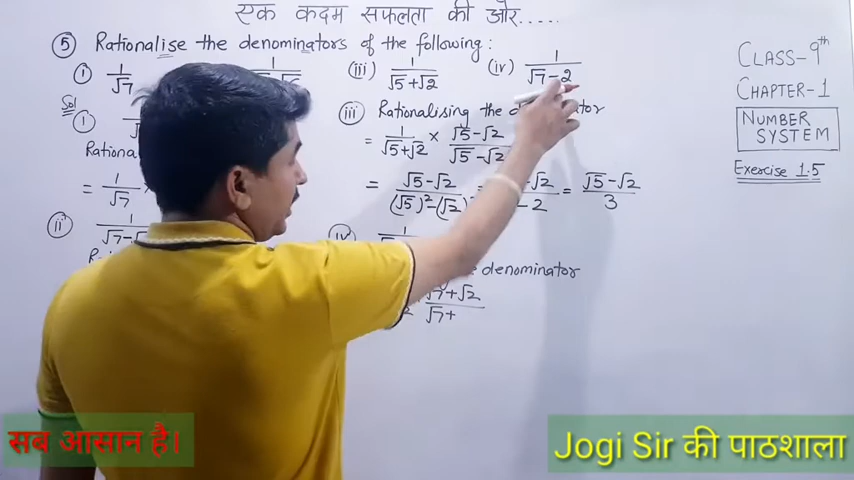 एक कदम सफलता की ओर.....
⑤ Rationalise the denominators of the following:
① 1/√7
(iii) 1/(√5+√2)
(iv) 1/(√7-2)
Sol
①
Rationa
= 1/√7
(ii) 1/√7-
(iii) Rationalising the
= 1/(√5+√2) × (√5-√2)/(√5-√2)
= (√5-√2)/((√5)²-(√2)²) = -√2/-2 = (√5-√2)/3
(iv)
denominator
√7+√2
√7+
CLASS-9th
CHAPTER-1
NUMBER
SYSTEM
Exercise 1.5
सब आसान है।
Jogi Sir की पाठशाला